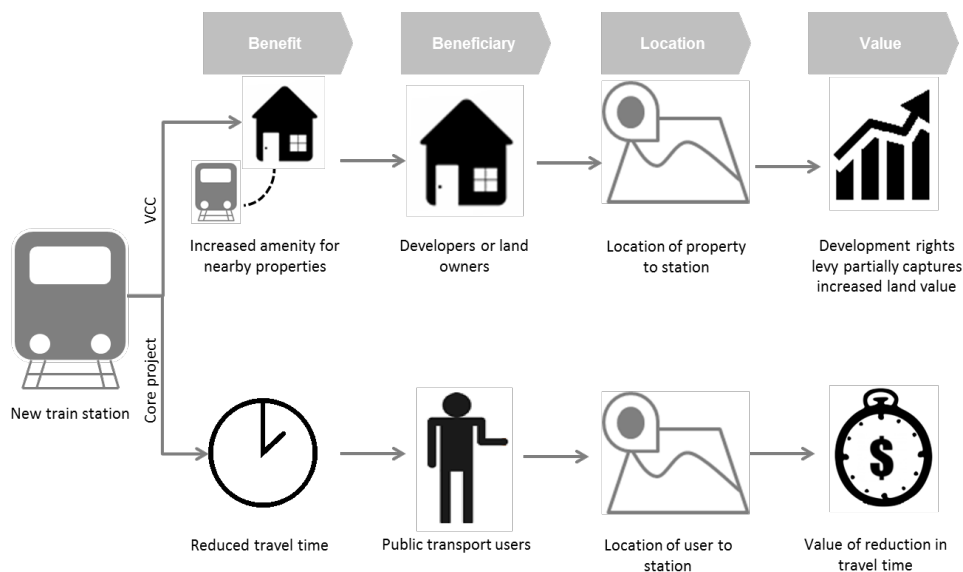 Benefit
Beneficiary
Location
Value
VCC
Increased amenity for
nearby properties
Developers or land
owners
Location of property
to station
Development rights
levy partially captures
increased land value
New train station
Core project
$
Reduced travel time
Public transport users
Location of user to
station
Value of reduction in
travel time